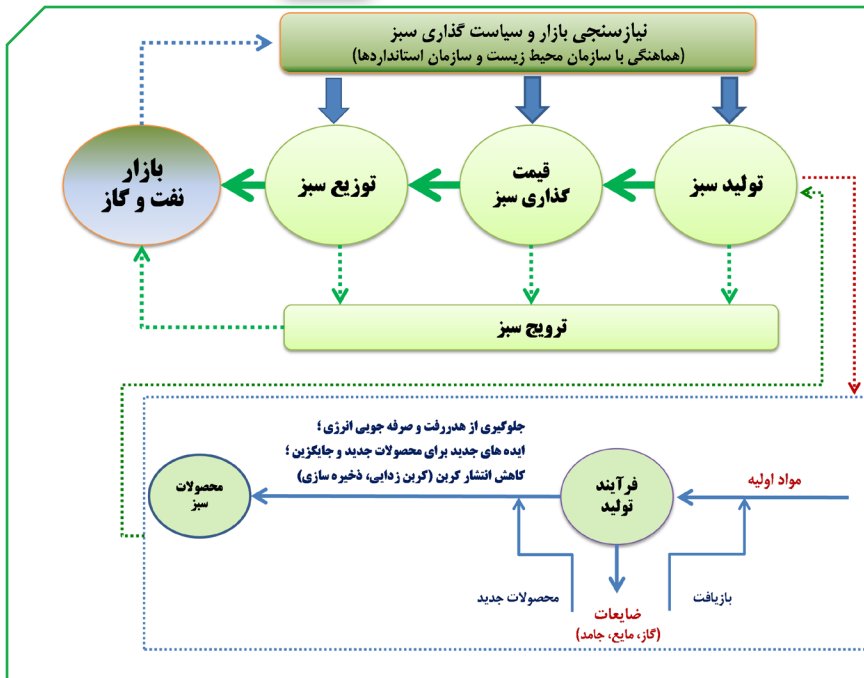 نیازسنجی بازار و سیاست گذاری سبز
(هماهنگی با سازمان محیط زیست و سازمان استانداردها)
تولید سبز
قیمت
گذاری سبز
توزیع سبز
بازار
نفت و گاز
ترویج سبز
جلوگیری از هدررفت و صرفه جویی انرژی ؛
ایده های جدید برای محصولات جدید و جایگزین ؛
کاهش انتشار کربن (کربن زدایی، ذخیره سازی)
مواد اولیه
فرآیند
تولید
محصولات
سبز
بازیافت
محصولات جدید
ضایعات
(گاز، مایع، جامد)